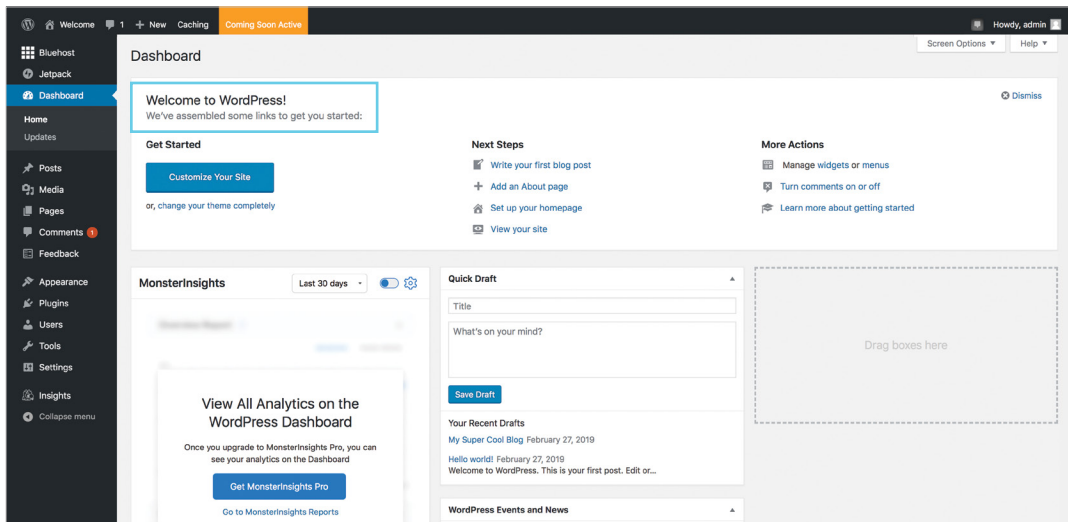 Welcome 1 + New Caching Coming Soon Active Howdy, admin
Screen Options ▼ Help ▼
Bluehost
Jetpack
Dashboard
Home
Updates
Posts
Media
Pages
Comments 1
Feedback
Appearance
Plugins
Users
Tools
Settings
Insights
Collapse menu
Dashboard
Welcome to WordPress!
We've assembled some links to get you started:
Dismiss
Get Started
Customize Your Site
or, change your theme completely
Next Steps
Write your first blog post
Add an About page
Set up your homepage
View your site
More Actions
Manage widgets or menus
Turn comments on or off
Learn more about getting started
MonsterInsights Last 30 days
View All Analytics on the
WordPress Dashboard
Once you upgrade to MonsterInsights Pro, you can
see your analytics on the Dashboard
Get MonsterInsights Pro
Go to MonsterInsights Reports
Quick Draft
Title
What's on your mind?
Save Draft
Your Recent Drafts
My Super Cool Blog February 27, 2019
Hello world! February 27, 2019
Welcome to WordPress. This is your first post. Edit or...
WordPress Events and News
Drag boxes here